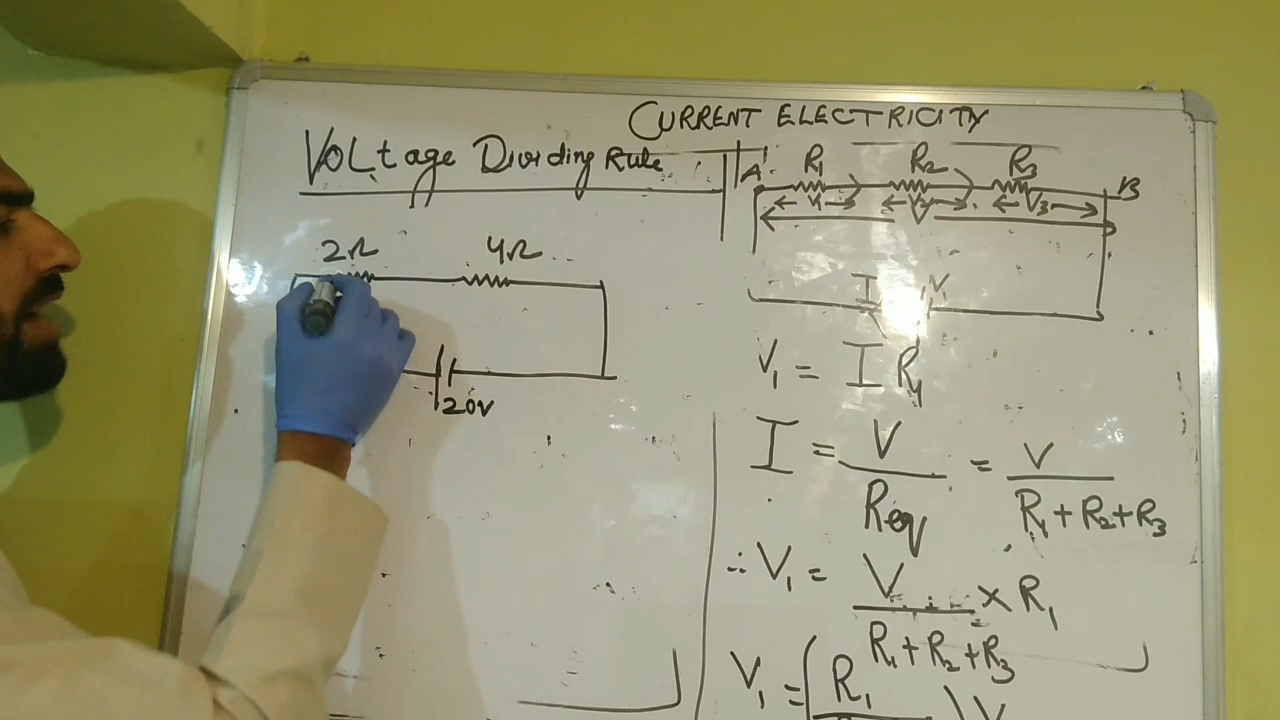 CURRENT ELECTRICITY
Voltage Dividing Rule
A R1 R2 R3 B
V1 V2 V3
V
I V
2Ω 4Ω
20V
V1 = I R1
I = V / Req = V / R1 + R2 + R3
∴ V1 = V / R1 + R2 + R3 × R1
V1 = ( R1 ) V